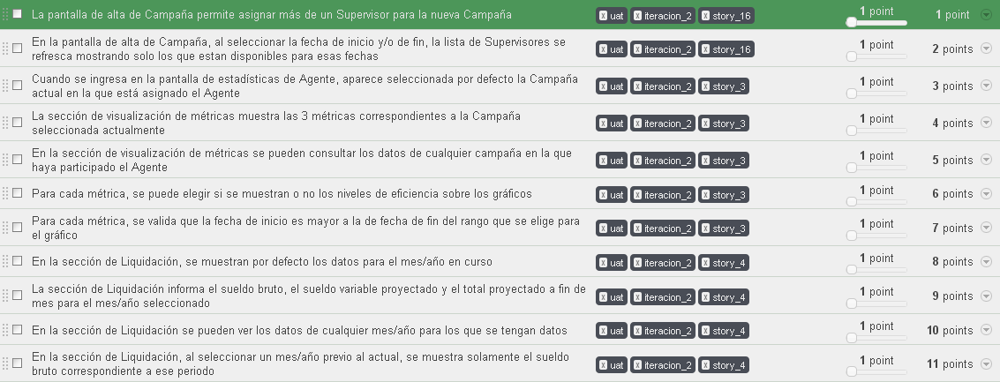 La pantalla de alta de Campaña permite asignar más de un Supervisor para la nueva Campaña x uat x iteracion_2 x story_16 1 point 1 point
En la pantalla de alta de Campaña, al seleccionar la fecha de inicio y/o de fin, la lista de Supervisores se
refresca mostrando solo los que estan disponibles para esas fechas x uat x iteracion_2 x story_16 1 point 2 points
Cuando se ingresa en la pantalla de estadísticas de Agente, aparece seleccionada por defecto la Campaña
actual en la que está asignado el Agente x uat x iteracion_2 x story_3 1 point 3 points
La sección de visualización de métricas muestra las 3 métricas correspondientes a la Campaña
seleccionada actualmente x uat x iteracion_2 x story_3 1 point 4 points
En la sección de visualización de métricas se pueden consultar los datos de cualquier campaña en la que
haya participado el Agente x uat x iteracion_2 x story_3 1 point 5 points
Para cada métrica, se puede elegir si se muestran o no los niveles de eficiencia sobre los gráficos x uat x iteracion_2 x story_3 1 point 6 points
Para cada métrica, se valida que la fecha de inicio es mayor a la de fecha de fin del rango que se elige para
el gráfico x uat x iteracion_2 x story_3 1 point 7 points
En la sección de Liquidación, se muestran por defecto los datos para el mes/año en curso x uat x iteracion_2 x story_4 1 point 8 points
La sección de Liquidación informa el sueldo bruto, el sueldo variable proyectado y el total proyectado a fin de
mes para el mes/año seleccionado x uat x iteracion_2 x story_4 1 point 9 points
En la sección de Liquidación se pueden ver los datos de cualquier mes/año para los que se tengan datos x uat x iteracion_2 x story_4 1 point 10 points
En la sección de Liquidación, al seleccionar un mes/año previo al actual, se muestra solamente el sueldo
bruto correspondiente a ese periodo x uat x iteracion_2 x story_4 1 point 11 points